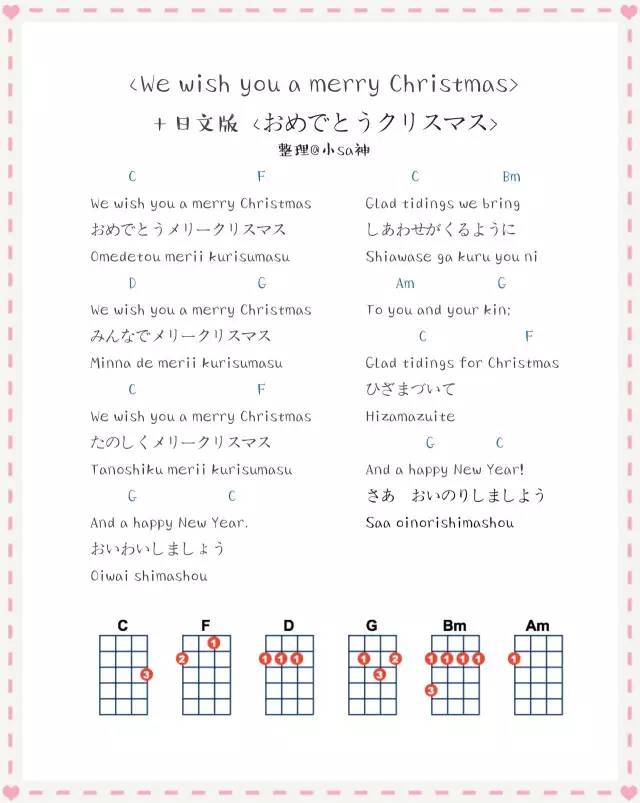 <We wish you a merry Christmas>
+日文版 <おめでとうクリスマス>
整理@小sa神
C F
We wish you a merry Christmas
おめでとうメリークリスマス
Omedetou merii kurisumasu
D G
We wish you a merry Christmas
みんなでメリークリスマス
Minna de merii kurisumasu
C F
We wish you a merry Christmas
たのしくメリークリスマス
Tanoshiku merii kurisumasu
G C
And a happy New Year.
おいわいしましょう
Oiwai shimashou
C Bm
Glad tidings we bring
しあわせがくるように
Shiawase ga kuru you ni
Am G
To you and your kin;
C F
Glad tidings for Christmas
ひざまづいて
Hizamazuite
G C
And a happy New Year!
さあ　おいのりしましよう
Saa oinorishimashou
C F D G Bm Am
3
2 1
1 1 1
1 2 3
1 1 1 1 3
1